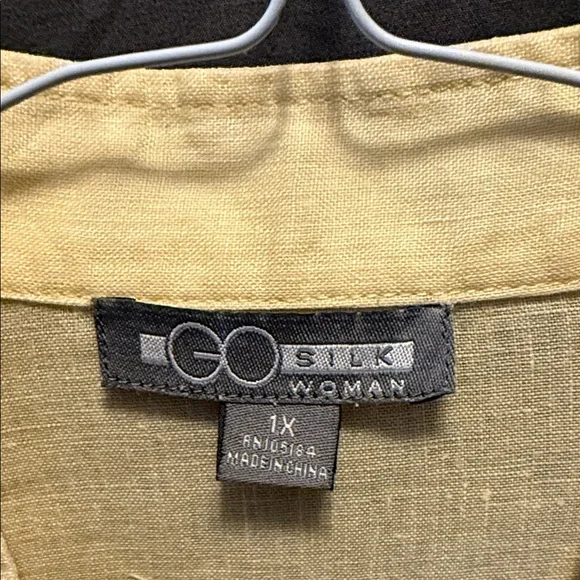 GO SILK
WOMAN
1X
RN105184
MADE IN CHINA